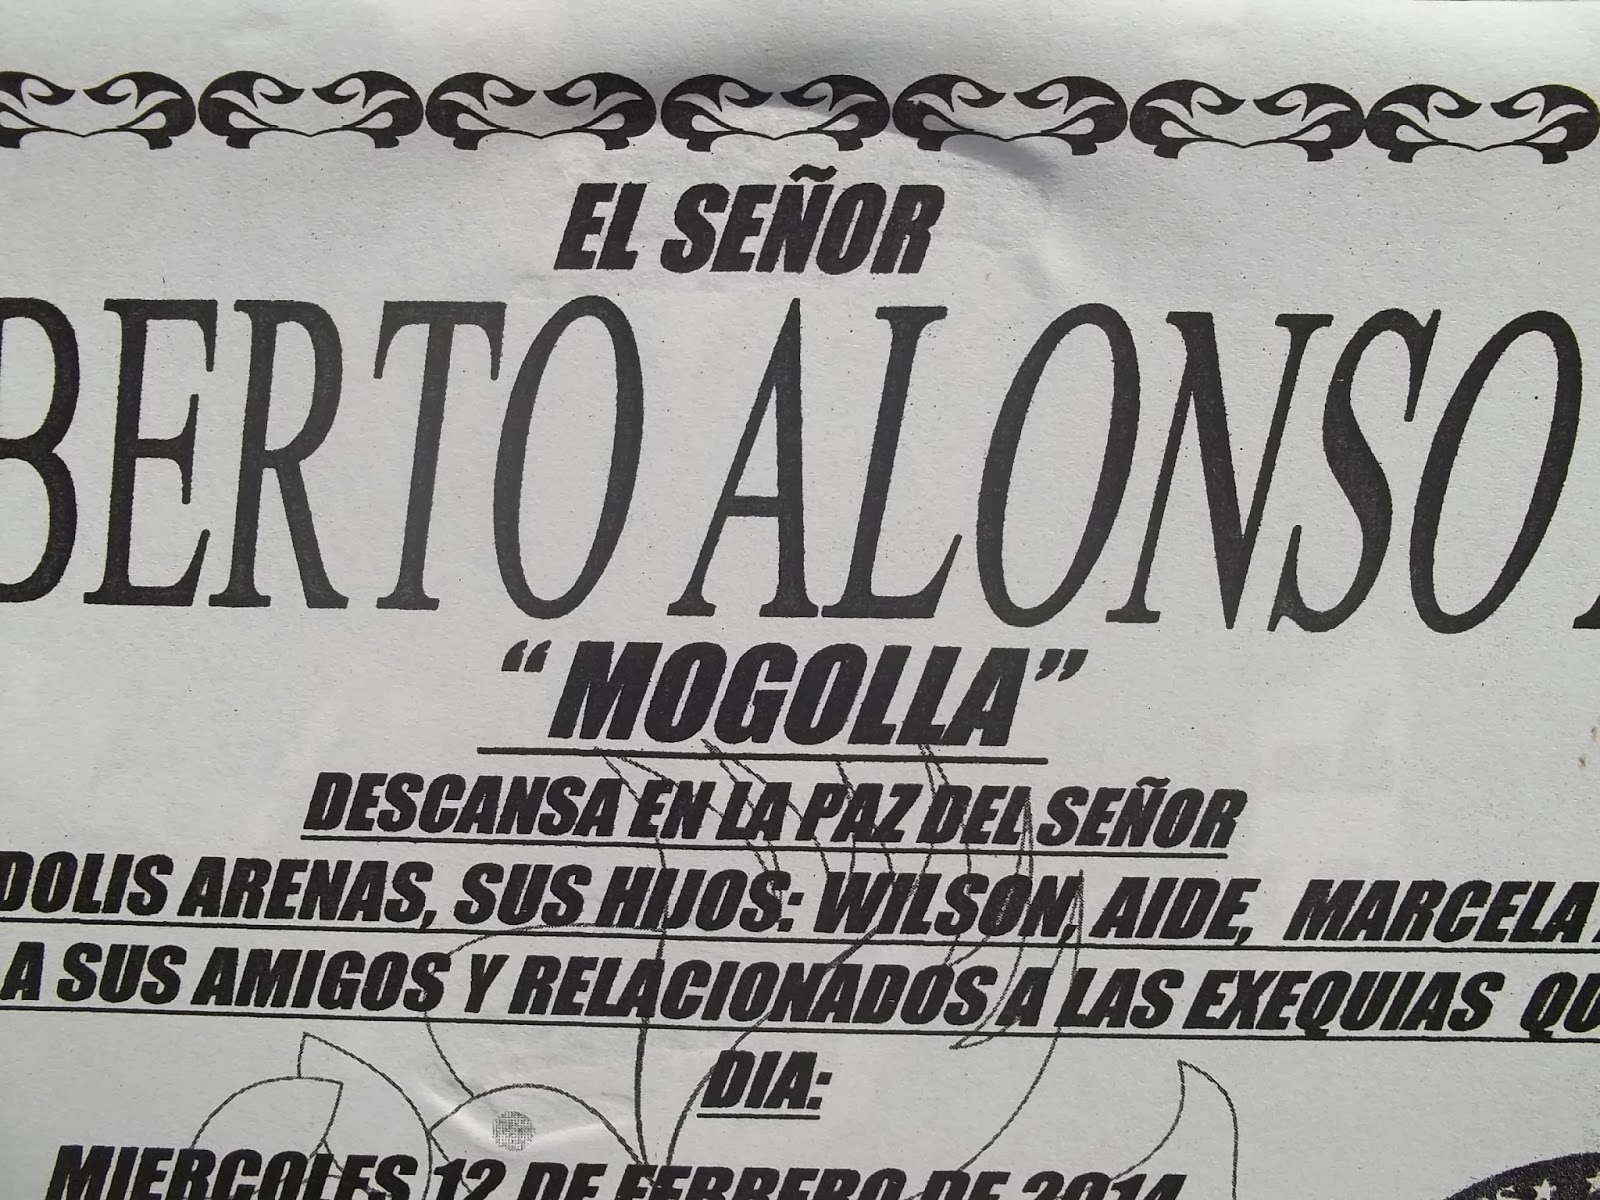 EL SEÑOR
BERTO ALONSO
“MOGOLLA”
DESCANSA EN LA PAZ DEL SEÑOR
DOLIS ARENAS, SUS HIJOS: WILSON, AIDE, MARCELA
A SUS AMIGOS Y RELACIONADOS A LAS EXEQUIAS QU
DIA:
MIERCOLES 12 DE FEBRERO DE 2014